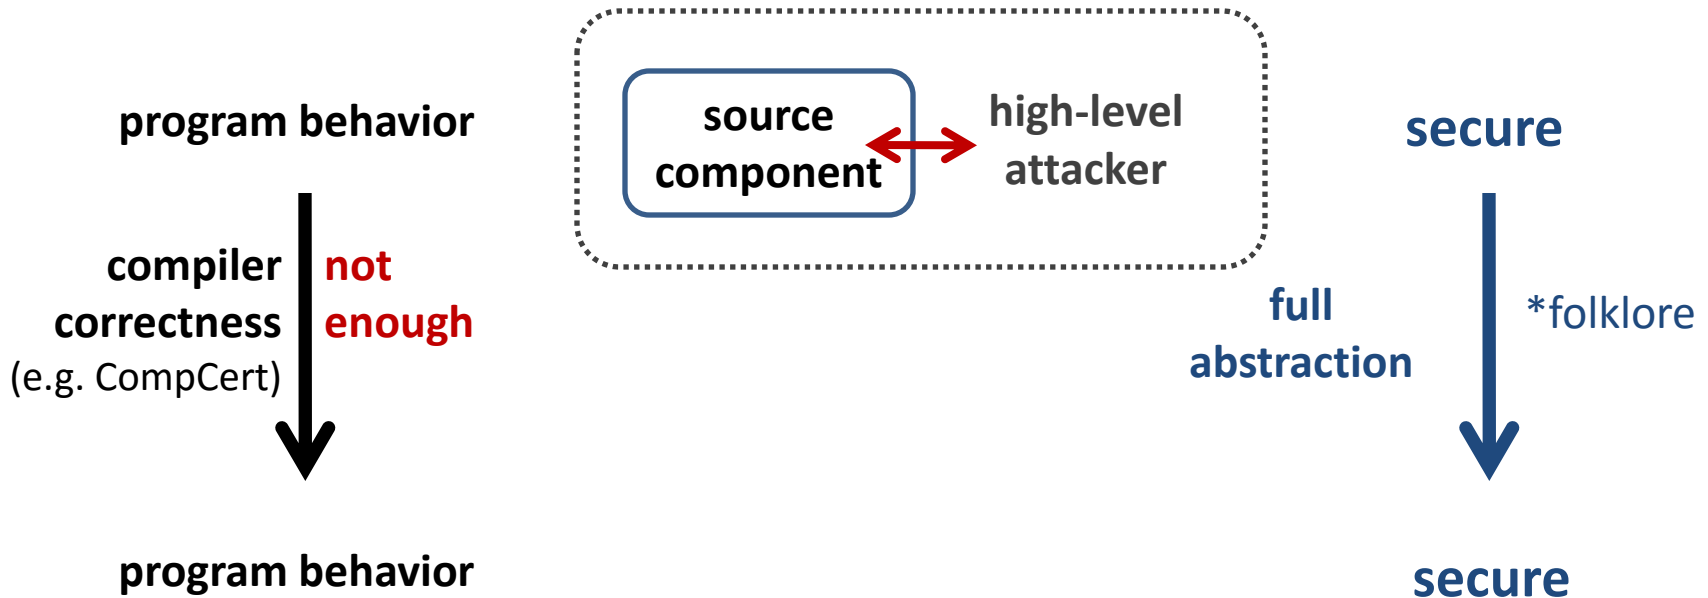 program behavior
source
component
high-level
attacker
secure
compiler
correctness
(e.g. CompCert)
not
enough
full
abstraction
*folklore
program behavior
secure